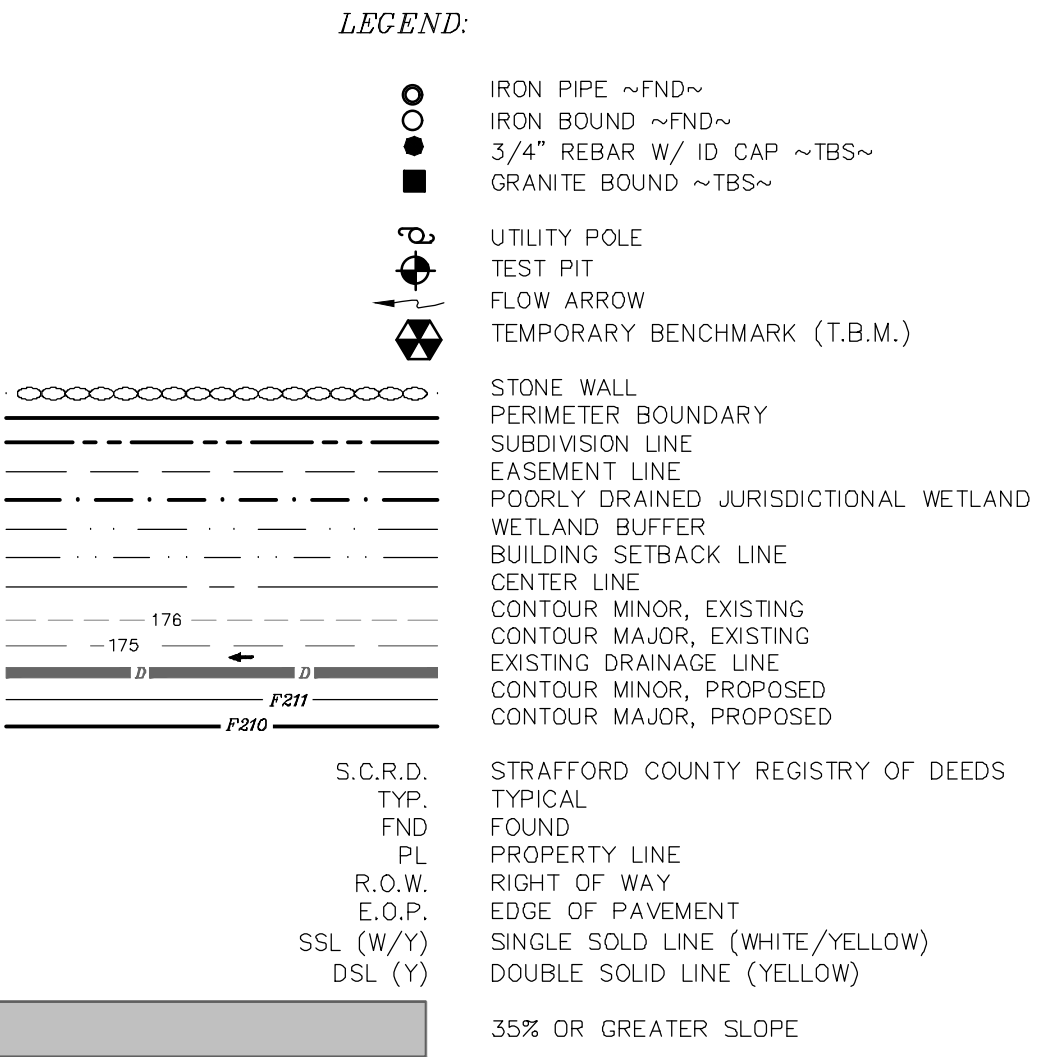 LEGEND:
IRON PIPE ~FND~
IRON BOUND ~FND~
3/4" REBAR W/ ID CAP ~TBS~
GRANITE BOUND ~TBS~
UTILITY POLE
TEST PIT
FLOW ARROW
TEMPORARY BENCHMARK (T.B.M.)
STONE WALL
PERIMETER BOUNDARY
SUBDIVISION LINE
EASEMENT LINE
POORLY DRAINED JURISDICTIONAL WETLAND
WETLAND BUFFER
BUILDING SETBACK LINE
CENTER LINE
176 CONTOUR MINOR, EXISTING
175 CONTOUR MAJOR, EXISTING
D D EXISTING DRAINAGE LINE
F211 CONTOUR MINOR, PROPOSED
F210 CONTOUR MAJOR, PROPOSED
S.C.R.D. STRAFFORD COUNTY REGISTRY OF DEEDS
TYP. TYPICAL
FND FOUND
PL PROPERTY LINE
R.O.W. RIGHT OF WAY
E.O.P. EDGE OF PAVEMENT
SSL (W/Y) SINGLE SOLD LINE (WHITE/YELLOW)
DSL (Y) DOUBLE SOLID LINE (YELLOW)
35% OR GREATER SLOPE